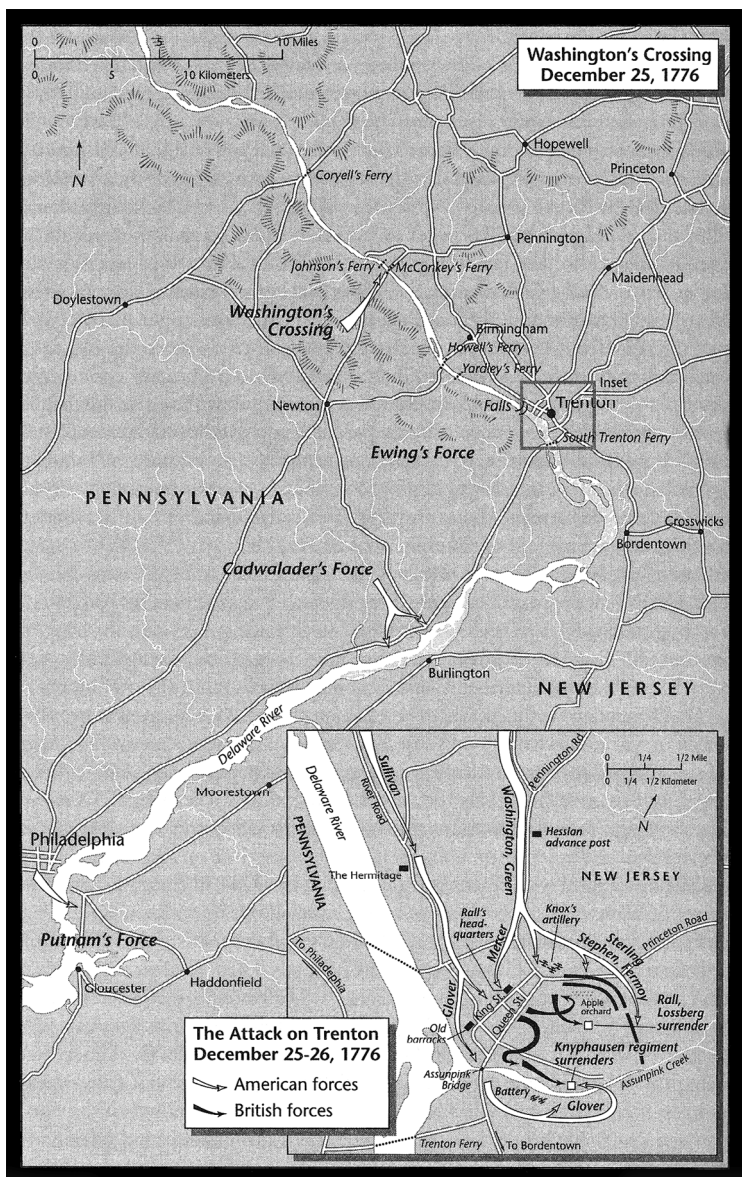 0 5 10 Miles
0 5 10 Kilometers
Washington's Crossing
December 25, 1776
N
Hopewell
Princeton
Coryell's Ferry
Pennington
Johnson's Ferry
McConkey's Ferry
Maidenhead
Doylestown
Washington's
Crossing
Birmingham
Howell's Ferry
Yardley's Ferry
Inset
Newton
Falls
Trenton
South Trenton Ferry
Ewing's Force
PENNSYLVANIA
Crosswicks
Bordentown
Cadwalader's Force
Burlington
NEW JERSEY
Delaware River
Moorestown
Philadelphia
Putnam's Force
Gloucester
Haddonfield
Sullivan
River Road
Delaware River
PENNSYLVANIA
Washington, Green
Pennington Rd.
0 1/4 1/2 Mile
0 1/4 1/2 Kilometer
N
Hessian
advance post
NEW JERSEY
The Hermitage
Rall's
head-
quarters
Mercer
Knox's
artillery
Sterling
Stephen, Fermoy
Princeton Road
To Philadephia
Glover
King St.
Queen St.
Apple
orchard
Rall,
Lossberg
surrender
Old
barracks
Knyphausen regiment
surrenders
Assunpink
Bridge
Battery
Glover
Assunpink Creek
Trenton Ferry
To Bordentown
The Attack on Trenton
December 25-26, 1776
American forces
British forces